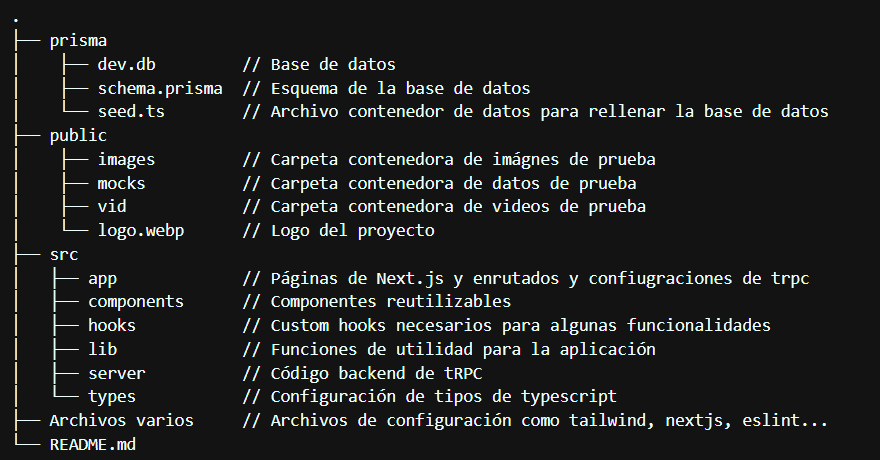 .
├── prisma
│   ├── dev.db         // Base de datos
│   ├── schema.prisma  // Esquema de la base de datos
│   └── seed.ts        // Archivo contenedor de datos para rellenar la base de datos
├── public
│   ├── images         // Carpeta contenedora de imágnes de prueba
│   ├── mocks          // Carpeta contenedora de datos de prueba
│   ├── vid            // Carpeta contenedora de videos de prueba
│   └── logo.webp      // Logo del proyecto
├── src
│   ├── app            // Páginas de Next.js y enrutados y confiugraciones de trpc
│   ├── components     // Componentes reutilizables
│   ├── hooks          // Custom hooks necesarios para algunas funcionalidades
│   ├── lib            // Funciones de utilidad para la aplicación
│   ├── server         // Código backend de tRPC
│   └── types          // Configuración de tipos de typescript
├── Archivos varios    // Archivos de configuración como tailwind, nextjs, eslint...
└── README.md